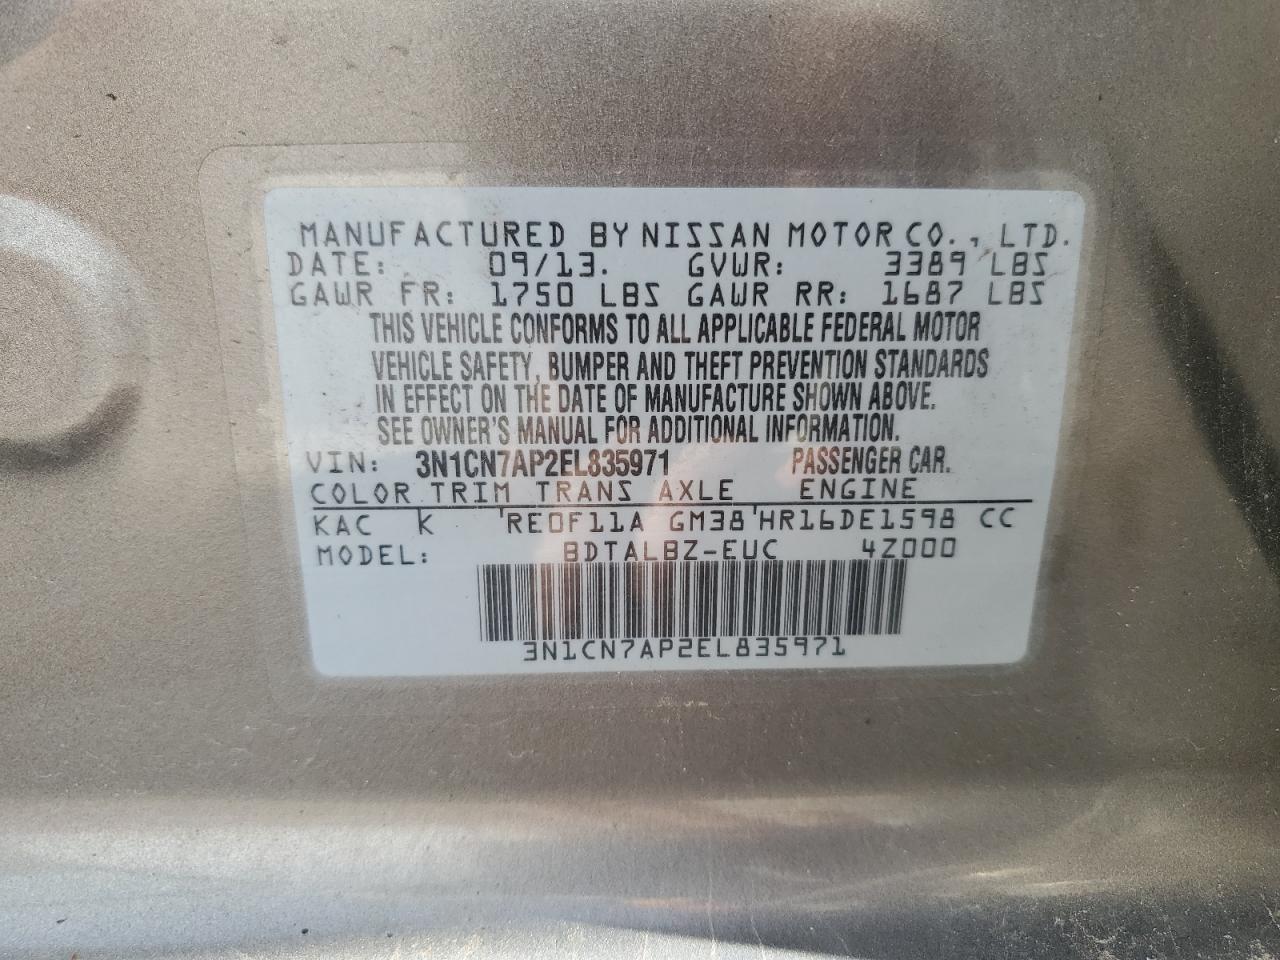 MANUFACTURED BY NISSAN MOTOR CO., LTD.
DATE: 09/13. GVWR: 3389 LBS
GAWR FR: 1750 LBS GAWR RR: 1687 LBS
THIS VEHICLE CONFORMS TO ALL APPLICABLE FEDERAL MOTOR
VEHICLE SAFETY, BUMPER AND THEFT PREVENTION STANDARDS
IN EFFECT ON THE DATE OF MANUFACTURE SHOWN ABOVE.
SEE OWNER'S MANUAL FOR ADDITIONAL INFORMATION.
VIN: 3N1CN7AP2EL835971 PASSENGER CAR.
COLOR TRIM TRANS AXLE ENGINE
KAC K 'RE0F11A GM38'HR16DE1598 CC
MODEL: BDTALBZ-EUC 4Z000
3N1CN7AP2EL835971